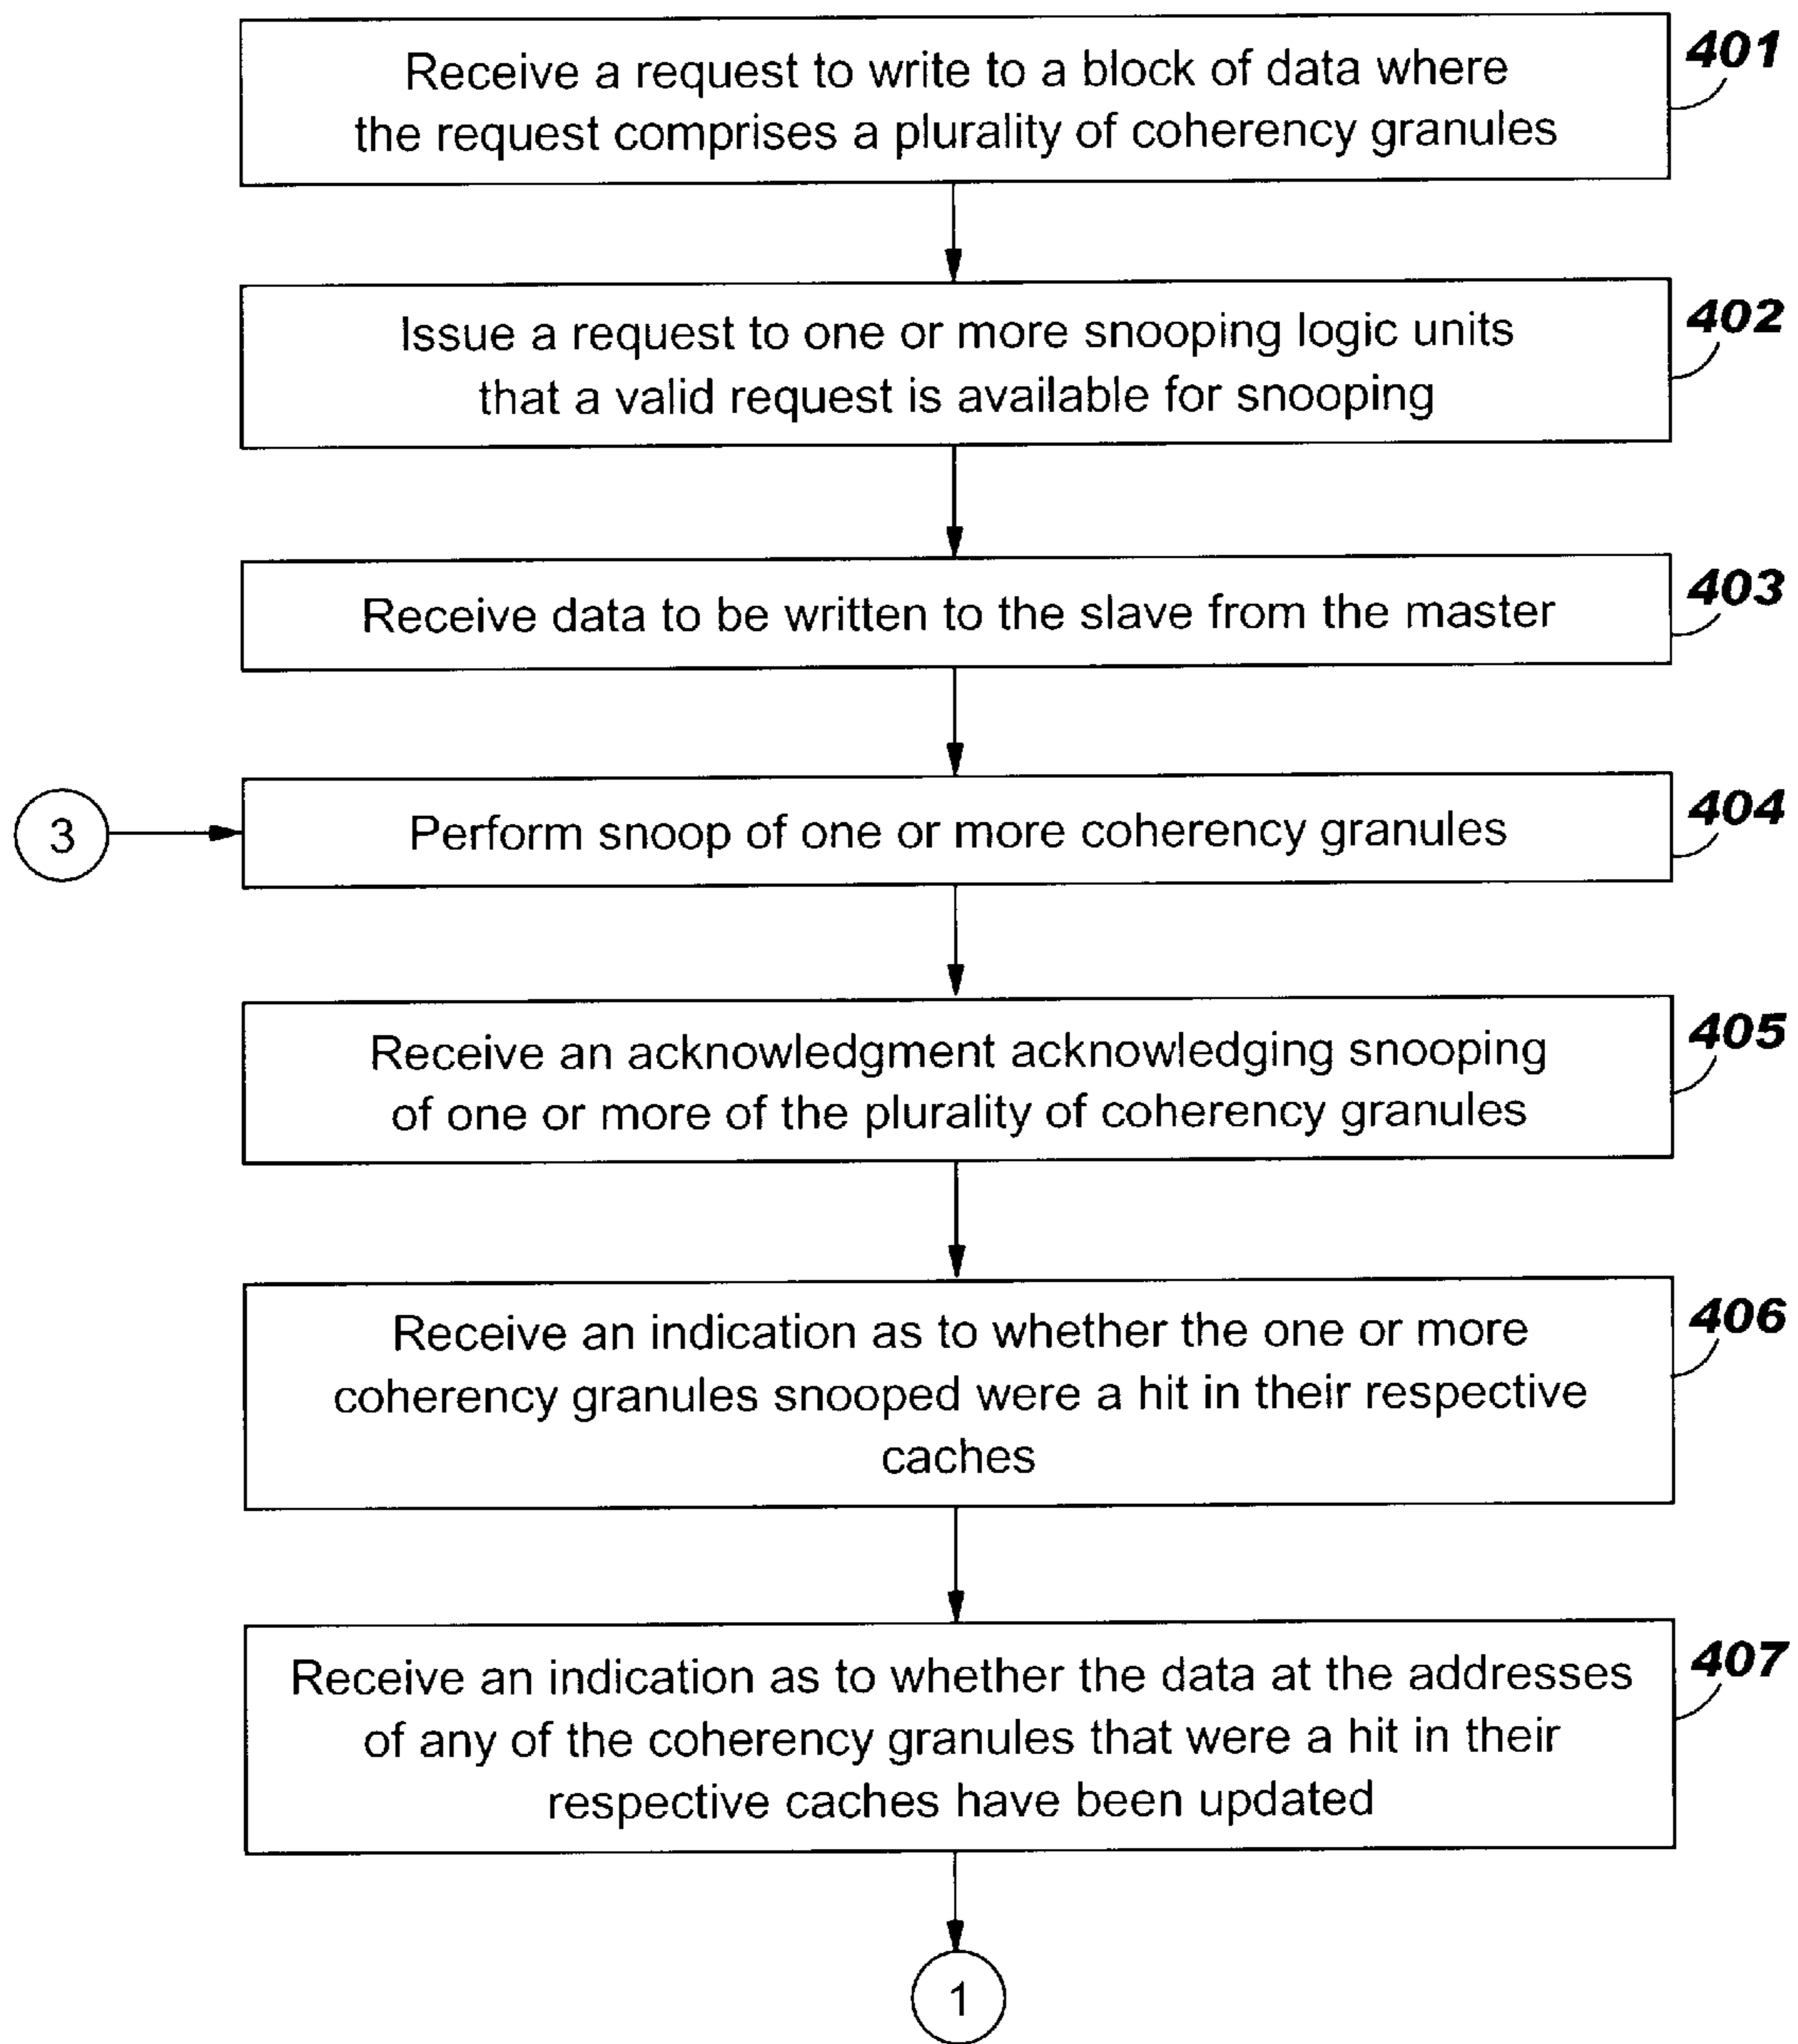 Receive a request to write to a block of data where
the request comprises a plurality of coherency granules
401
Issue a request to one or more snooping logic units
that a valid request is available for snooping
402
Receive data to be written to the slave from the master
403
3
Perform snoop of one or more coherency granules
404
Receive an acknowledgment acknowledging snooping
of one or more of the plurality of coherency granules
405
Receive an indication as to whether the one or more
coherency granules snooped were a hit in their respective
caches
406
Receive an indication as to whether the data at the addresses
of any of the coherency granules that were a hit in their
respective caches have been updated
407
1